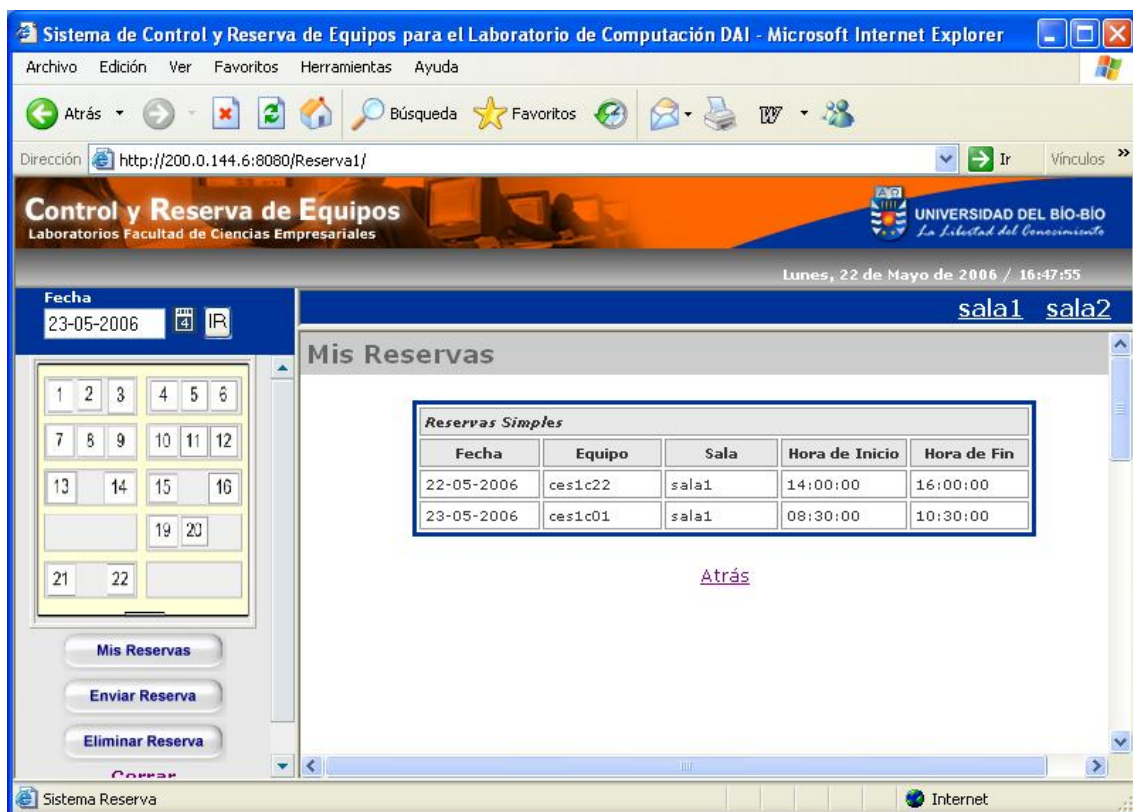 Sistema de Control y Reserva de Equipos para el Laboratorio de Computación DAI - Microsoft Internet Explorer
Archivo Edición Ver Favoritos Herramientas Ayuda
Atrás Búsqueda Favoritos
Dirección http://200.0.144.6:8080/Reserva1/ Ir Vínculos »
Control y Reserva de Equipos
Laboratorios Facultad de Ciencias Empresariales
UNIVERSIDAD DEL BÍO-BÍO
La Libertad del Conocimiento
Lunes, 22 de Mayo de 2006 / 16:47:55
Fecha
23-05-2006 IR
sala1 sala2
1 2 3 4 5 6
7 8 9 10 11 12
13 14 15 16
19 20
21 22
Mis Reservas
Enviar Reserva
Eliminar Reserva
Mis Reservas
Reservas Simples
Fecha Equipo Sala Hora de Inicio Hora de Fin
22-05-2006 ces1c22 sala1 14:00:00 16:00:00
23-05-2006 ces1c01 sala1 08:30:00 10:30:00
Atrás
Sistema Reserva Internet